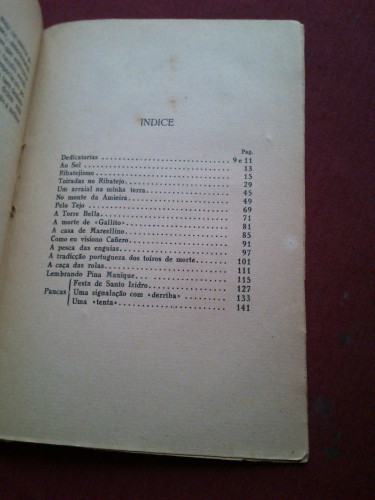 INDICE
Pag.
Dedicatorias 9 e 11
Ao Sol 13
Ribatejismo 15
Toiradas no Ribatejo 29
Um arraial na minha terra 45
No monte da Amieira 49
Pelo Tejo 69
A Torre Bella 71
A morte de «Gallito» 81
A casa de Marcellino 85
Como eu visiono Cañero 91
A pesca das enguias 97
A tradicção portugueza dos toiros de morte 101
A caça das rolas 111
Lembrando Pina Manique 115
Pancas
Festa de Santo Izidro 127
Uma signalação com «derriba» 133
Uma «tenta» 141